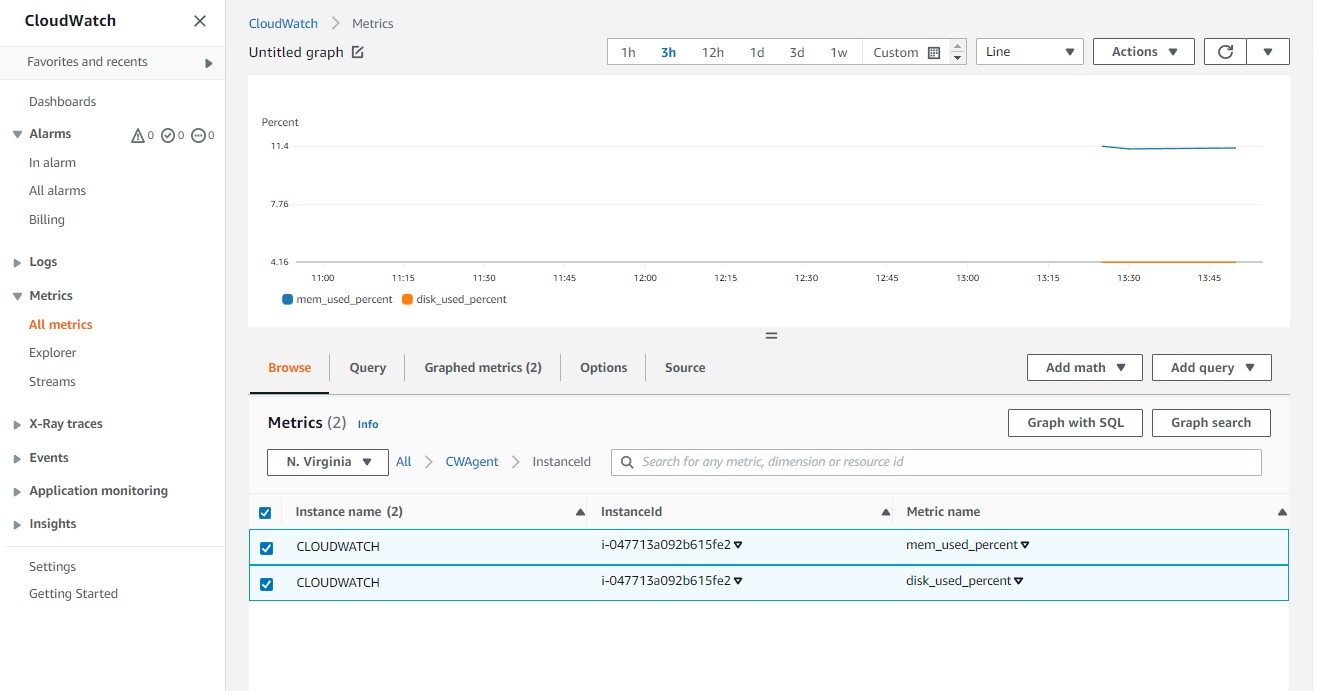 CloudWatch
Favorites and recents
Dashboards
Alarms 0 0 0
In alarm
All alarms
Billing
Logs
Metrics
All metrics
Explorer
Streams
X-Ray traces
Events
Application monitoring
Insights
Settings
Getting Started
CloudWatch Metrics
Untitled graph
1h 3h 12h 1d 3d 1w Custom Line Actions
Percent
11.4
7.76
4.16
11:00 11:15 11:30 11:45 12:00 12:15 12:30 12:45 13:00 13:15 13:30 13:45
mem_used_percent disk_used_percent
Browse Query Graphed metrics (2) Options Source Add math Add query
Metrics (2) Info Graph with SQL Graph search
N. Virginia All CWAgent InstanceId Search for any metric, dimension or resource id
Instance name (2) InstanceId Metric name
CLOUDWATCH i-047713a092b615fe2 mem_used_percent
CLOUDWATCH i-047713a092b615fe2 disk_used_percent